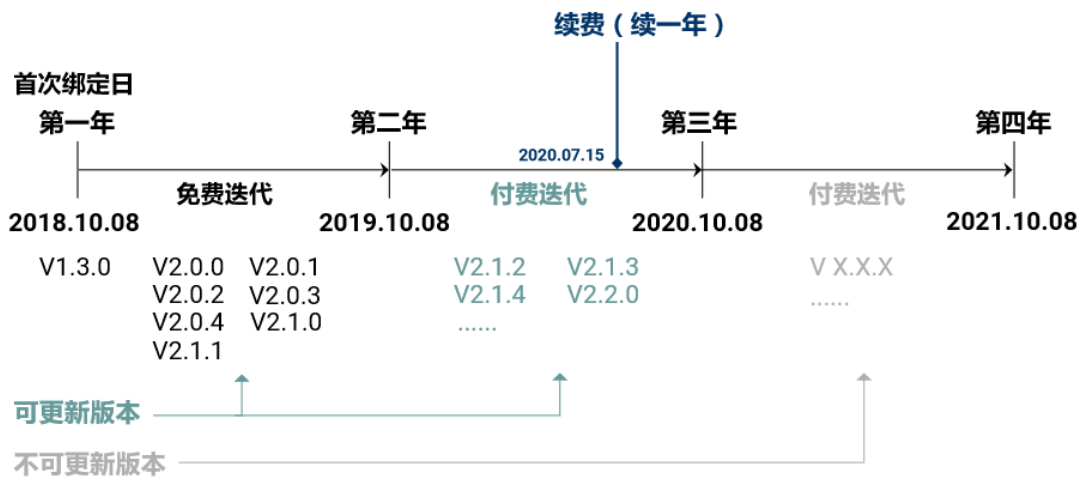 续费（续一年）
首次绑定日
第一年 第二年 第三年 第四年
2020.07.15
免费迭代 付费迭代 付费迭代
2018.10.08 2019.10.08 2020.10.08 2021.10.08
V1.3.0 V2.0.0 V2.0.1 V2.1.2 V2.1.3 V X.X.X
V2.0.2 V2.0.3 V2.1.4 V2.2.0 ......
V2.0.4 V2.1.0 ......
V2.1.1
可更新版本
不可更新版本